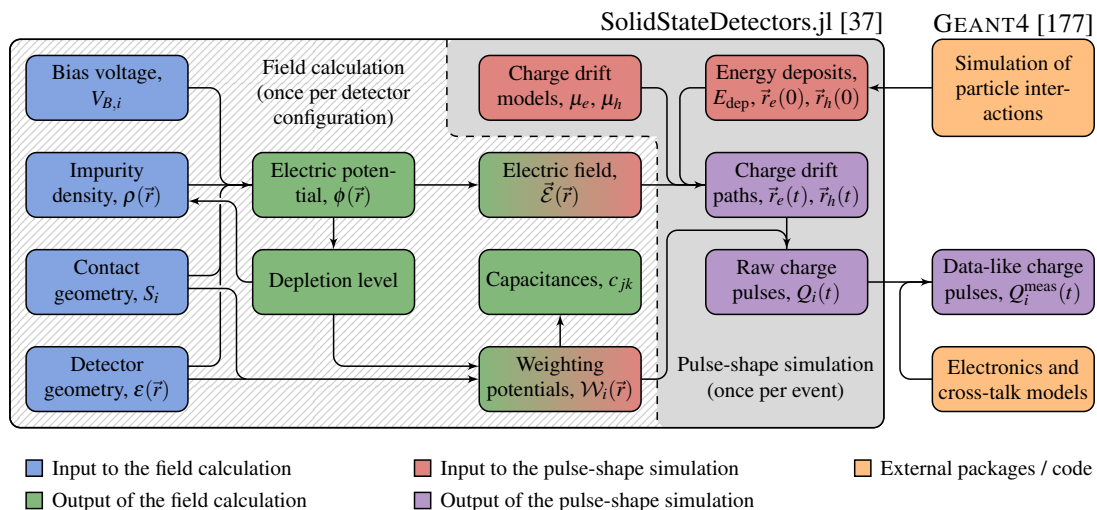 SolidStateDetectors.jl [37]
GEANT4 [177]
Bias voltage,
V_{B,i}
Field calculation
(once per detector
configuration)
Charge drift
models, μ_e, μ_h
Energy deposits,
E_dep, r⃗_e(0), r⃗_h(0)
Simulation of
particle inter-
actions
Impurity
density, ρ(r⃗)
Electric poten-
tial, ϕ(r⃗)
Electric field,
ℰ⃗(r⃗)
Charge drift
paths, r⃗_e(t), r⃗_h(t)
Contact
geometry, S_i
Depletion level
Capacitances, c_{jk}
Raw charge
pulses, Q_i(t)
Data-like charge
pulses, Q_i^meas(t)
Detector
geometry, ε(r⃗)
Weighting
potentials, 𝒲_i(r⃗)
Pulse-shape simulation
(once per event)
Electronics and
cross-talk models
Input to the field calculation
Input to the pulse-shape simulation
External packages / code
Output of the field calculation
Output of the pulse-shape simulation